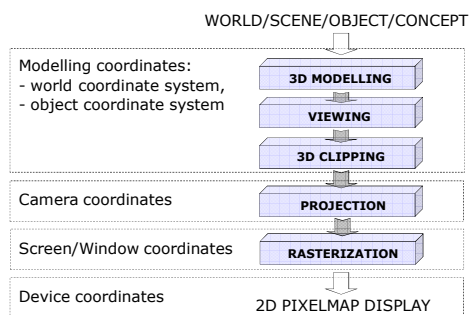 WORLD/SCENE/OBJECT/CONCEPT
Modelling coordinates:
- world coordinate system,
- object coordinate system
3D MODELLING
VIEWING
3D CLIPPING
Camera coordinates
PROJECTION
Screen/Window coordinates
RASTERIZATION
Device coordinates
2D PIXELMAP DISPLAY